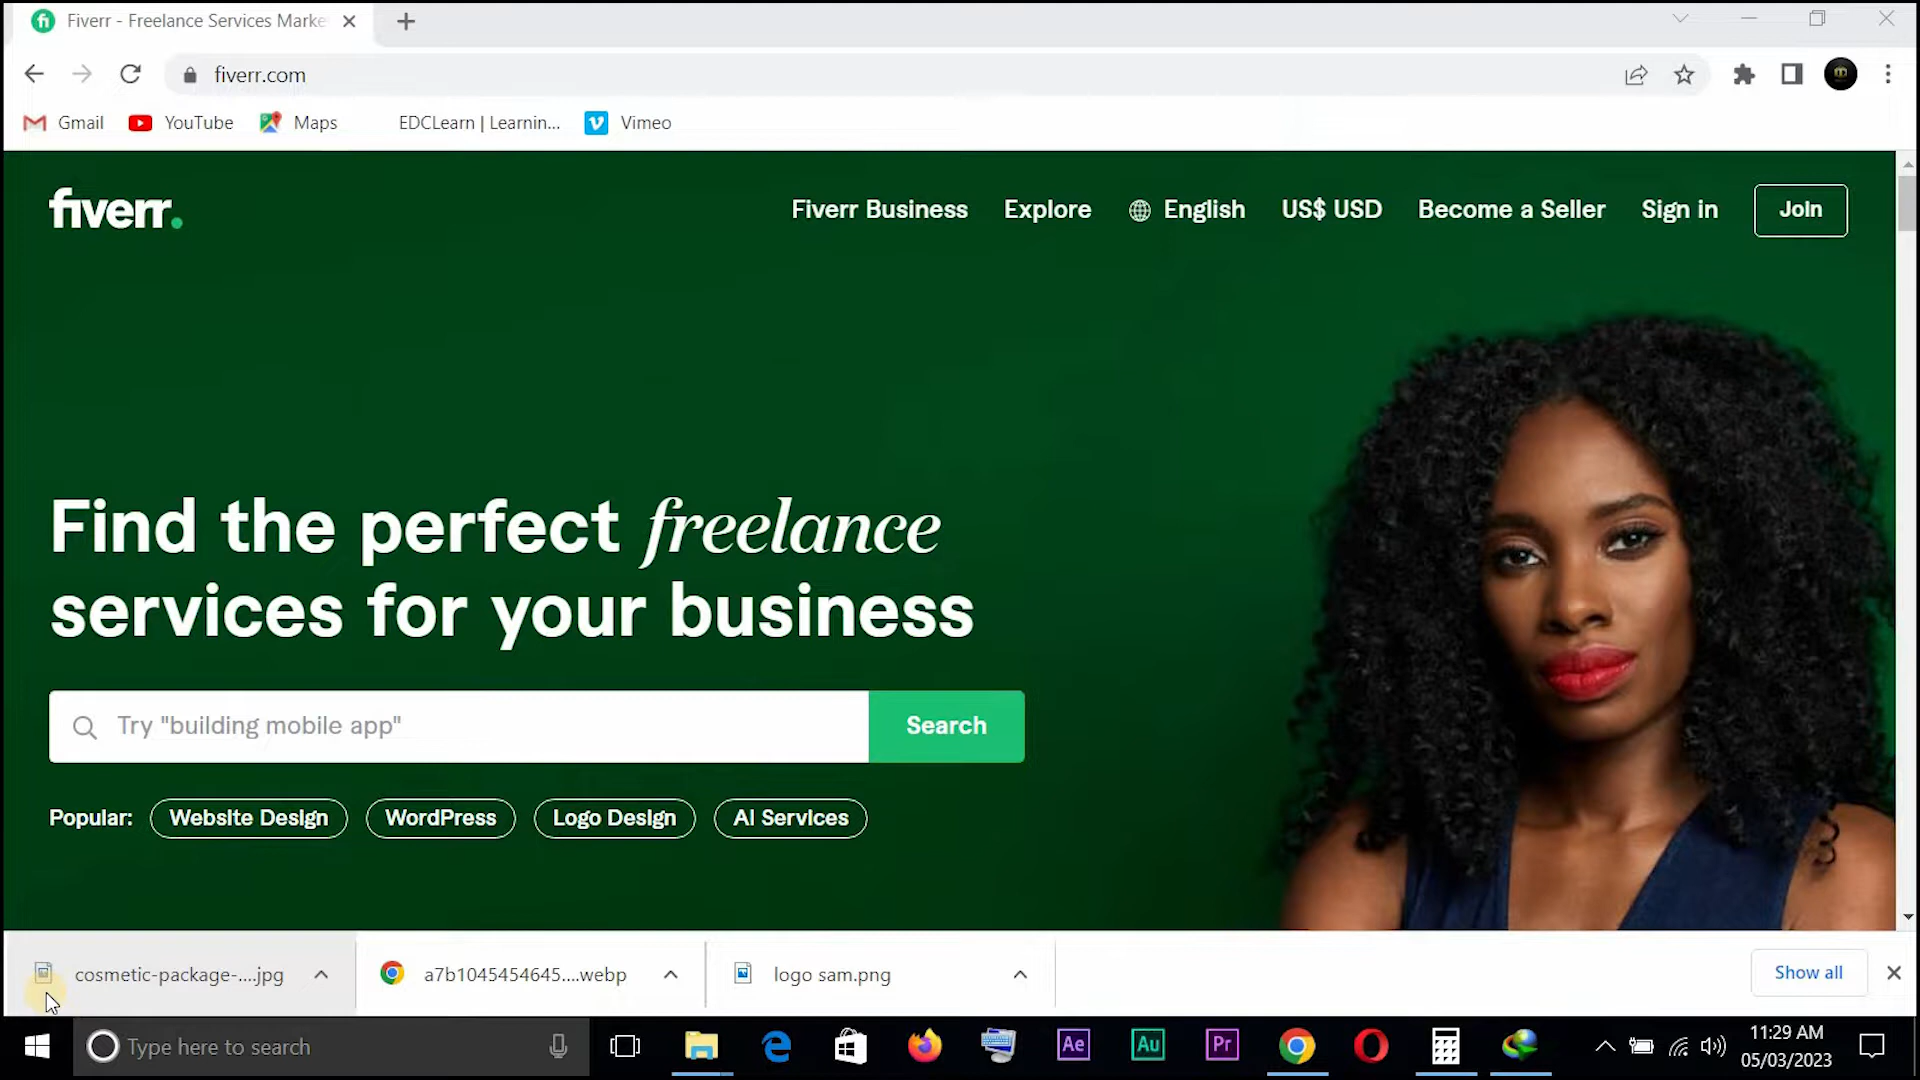 Fiverr - Freelance Services Marke
fiverr.com
Gmail YouTube Maps EDCLearn | Learnin... Vimeo
fiverr.
Fiverr Business Explore English US$ USD Become a Seller Sign in Join
Find the perfect freelance
services for your business
Try "building mobile app" Search
Popular: Website Design WordPress Logo Design AI Services
cosmetic-package-....jpg a7b1045454645....webp logo sam.png Show all
Type here to search Ae Au Pr 11:29 AM
05/03/2023